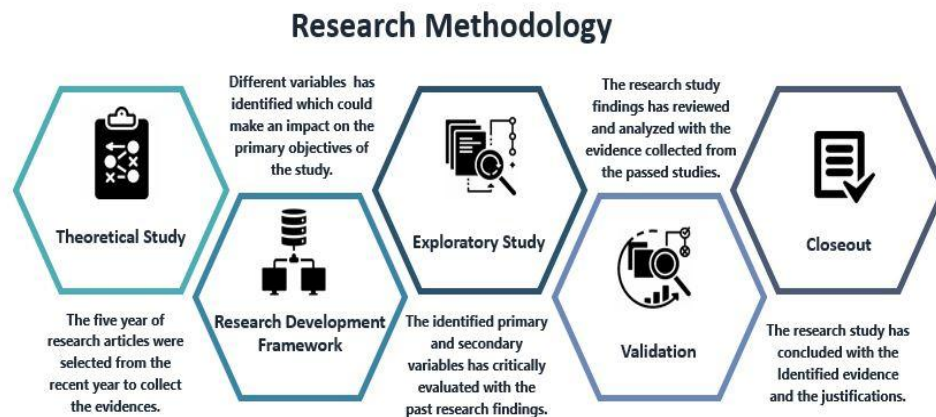 Research Methodology
Theoretical Study
The five year of
research articles were
selected from the
recent year to collect
the evidences.
Different variables has
identified which could
make an impact on the
primary objectives
of the study.
Research Development
Framework
Exploratory Study
The identified primary
and secondary
variables has critically
evaluated with the
past research findings.
The research study
findings has reviewed
and analyzed with the
evidence collected from
the passed studies.
Validation
Closeout
The research study has
concluded with the
Identified evidence
and the justifications.